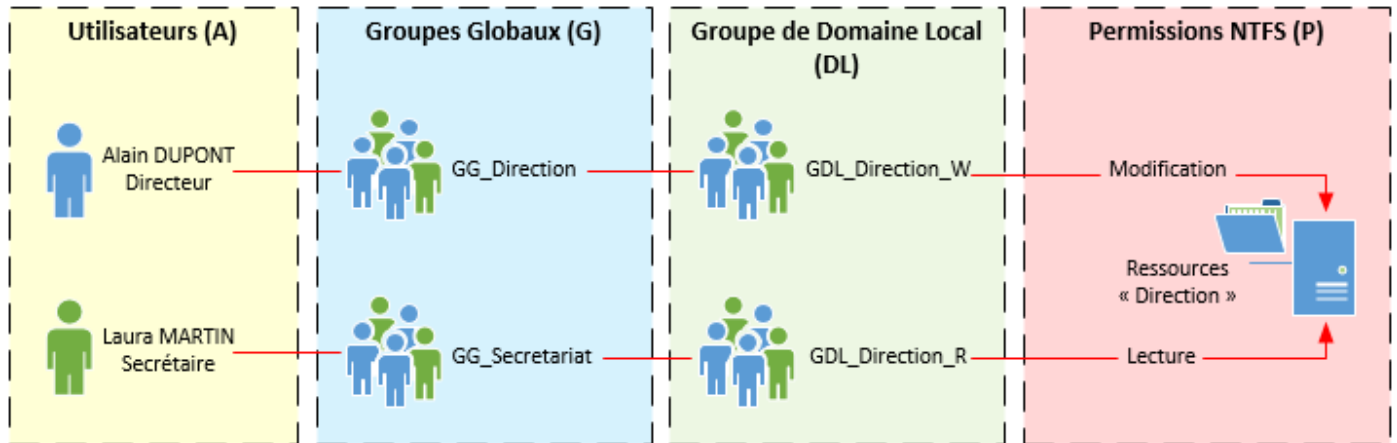 Utilisateurs (A)
Groupes Globaux (G)
Groupe de Domaine Local
(DL)
Permissions NTFS (P)
Alain DUPONT
Directeur
GG_Direction
GDL_Direction_W
Modification
Ressources
« Direction »
Laura MARTIN
Secrétaire
GG_Secretariat
GDL_Direction_R
Lecture